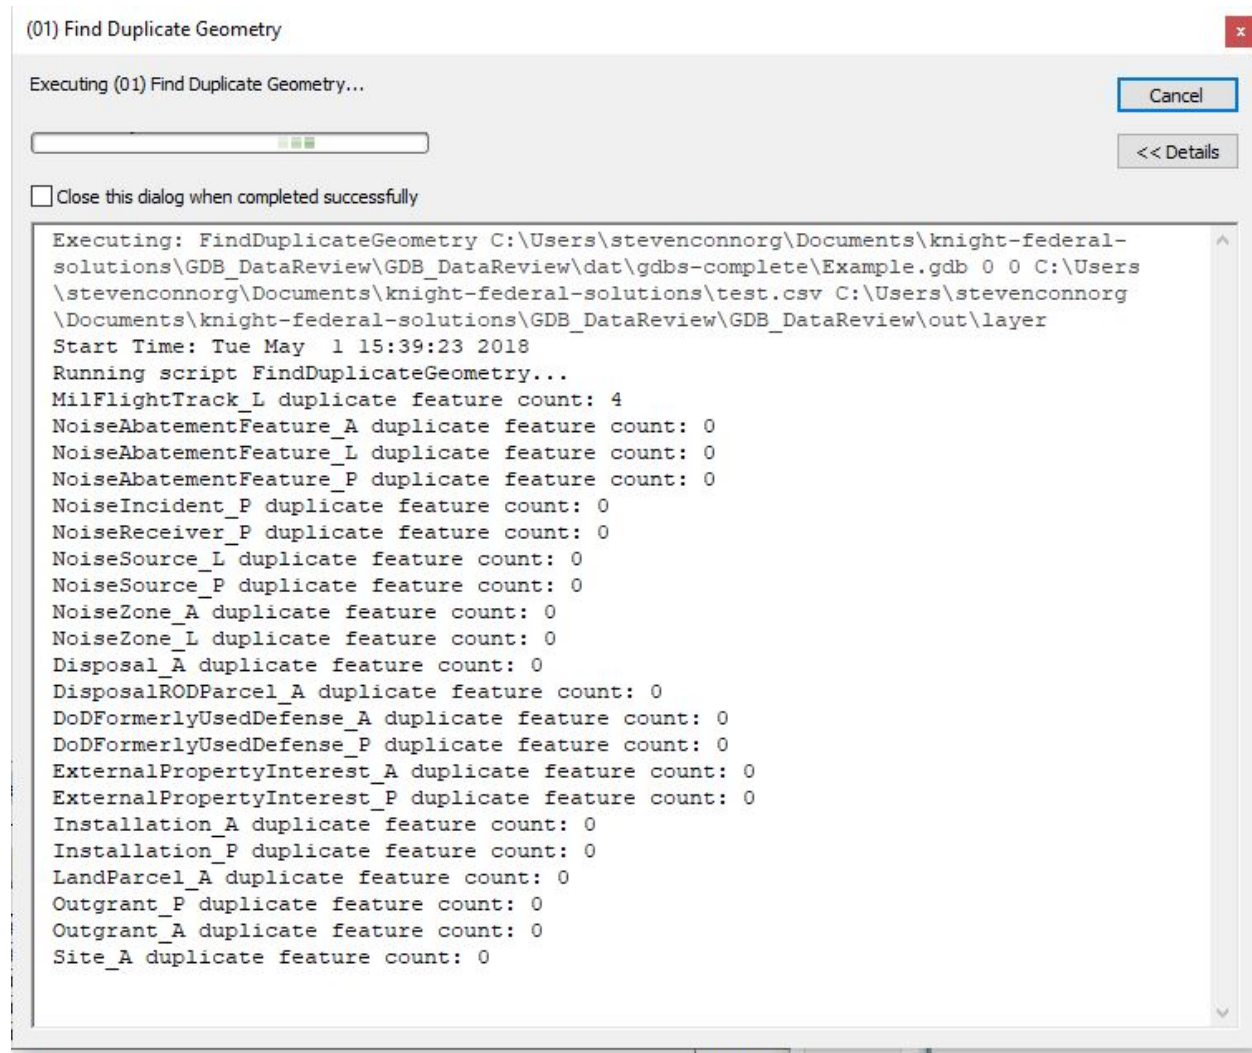 (01) Find Duplicate Geometry
x
Executing (01) Find Duplicate Geometry...
Cancel
<< Details
Close this dialog when completed successfully
Executing: FindDuplicateGeometry C:\Users\stevenconnorg\Documents\knight-federal-
solutions\GDB_DataReview\GDB_DataReview\dat\gdbs-complete\Example.gdb 0 0 C:\Users
\stevenconnorg\Documents\knight-federal-solutions\test.csv C:\Users\stevenconnorg
\Documents\knight-federal-solutions\GDB_DataReview\GDB_DataReview\out\layer
Start Time: Tue May  1 15:39:23 2018
Running script FindDuplicateGeometry...
MilFlightTrack_L duplicate feature count: 4
NoiseAbatementFeature_A duplicate feature count: 0
NoiseAbatementFeature_L duplicate feature count: 0
NoiseAbatementFeature_P duplicate feature count: 0
NoiseIncident_P duplicate feature count: 0
NoiseReceiver_P duplicate feature count: 0
NoiseSource_L duplicate feature count: 0
NoiseSource_P duplicate feature count: 0
NoiseZone_A duplicate feature count: 0
NoiseZone_L duplicate feature count: 0
Disposal_A duplicate feature count: 0
DisposalRODParcel_A duplicate feature count: 0
DoDFormerlyUsedDefense_A duplicate feature count: 0
DoDFormerlyUsedDefense_P duplicate feature count: 0
ExternalPropertyInterest_A duplicate feature count: 0
ExternalPropertyInterest_P duplicate feature count: 0
Installation_A duplicate feature count: 0
Installation_P duplicate feature count: 0
LandParcel_A duplicate feature count: 0
Outgrant_P duplicate feature count: 0
Outgrant_A duplicate feature count: 0
Site_A duplicate feature count: 0